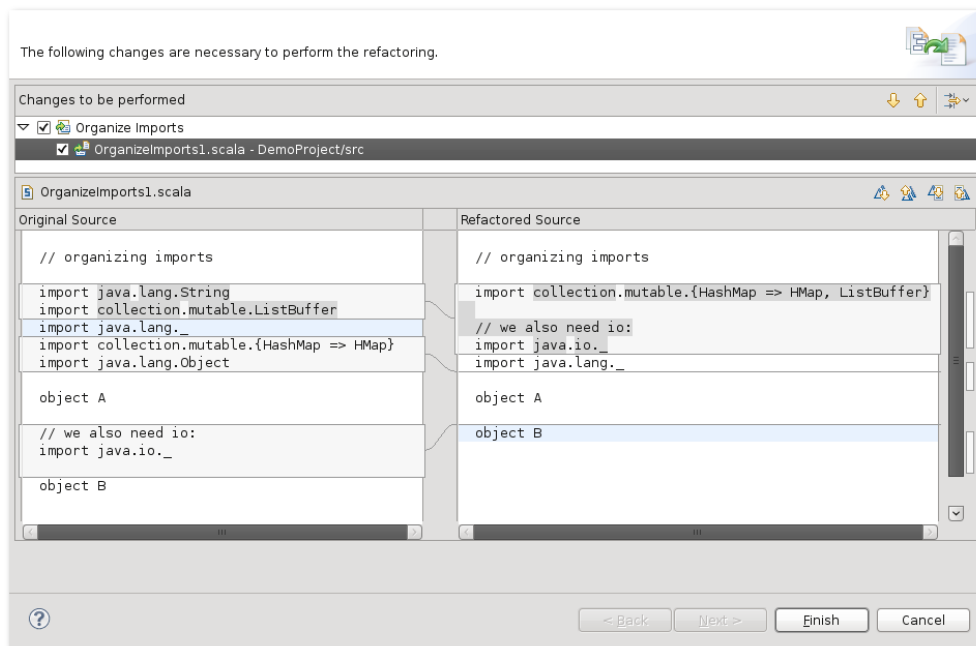 The following changes are necessary to perform the refactoring.
Changes to be performed
Organize Imports
OrganizeImports1.scala - DemoProject/src
OrganizeImports1.scala
Original Source
// organizing imports
import java.lang.String
import collection.mutable.ListBuffer
import java.lang._
import collection.mutable.{HashMap => HMap}
import java.lang.Object
object A
// we also need io:
import java.io._
object B
Refactored Source
// organizing imports
import collection.mutable.{HashMap => HMap, ListBuffer}
// we also need io:
import java.io._
import java.lang._
object A
object B
< Back
Next >
Finish
Cancel